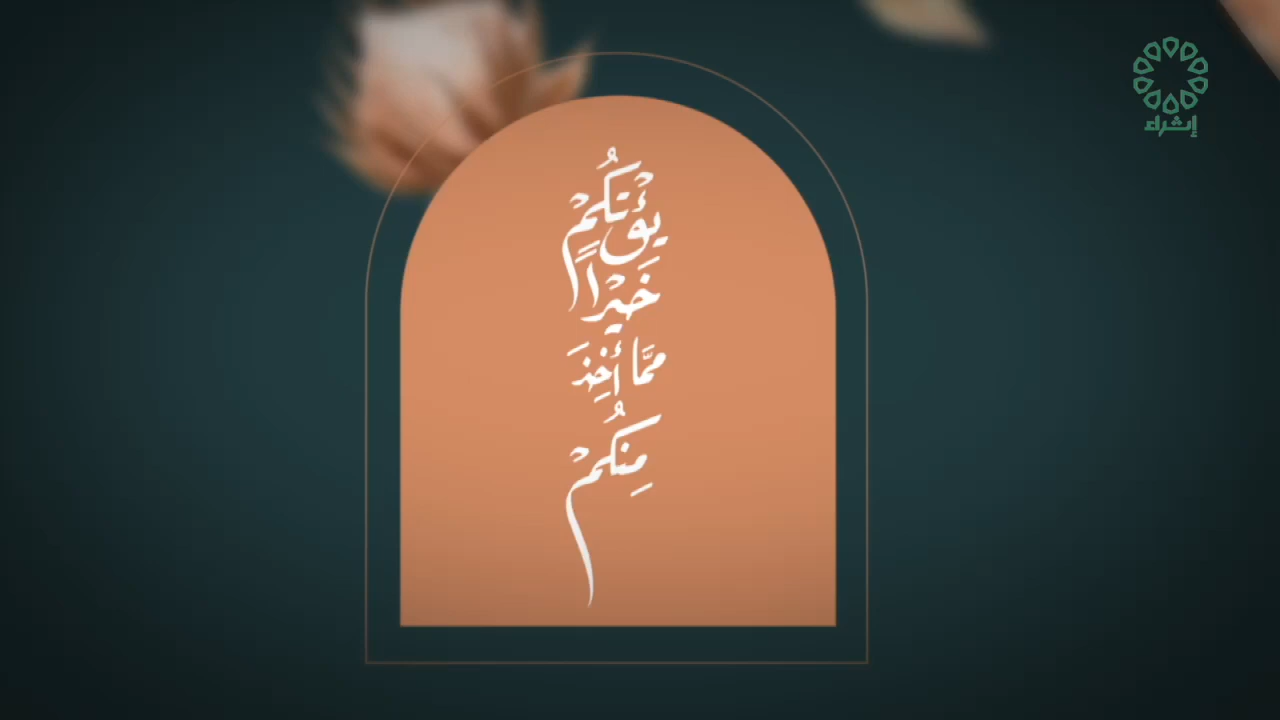 يُؤْتِكُمْ
خَيْرًا
مِّمَّا أُخِذَ
مِنكُمْ
إثراء